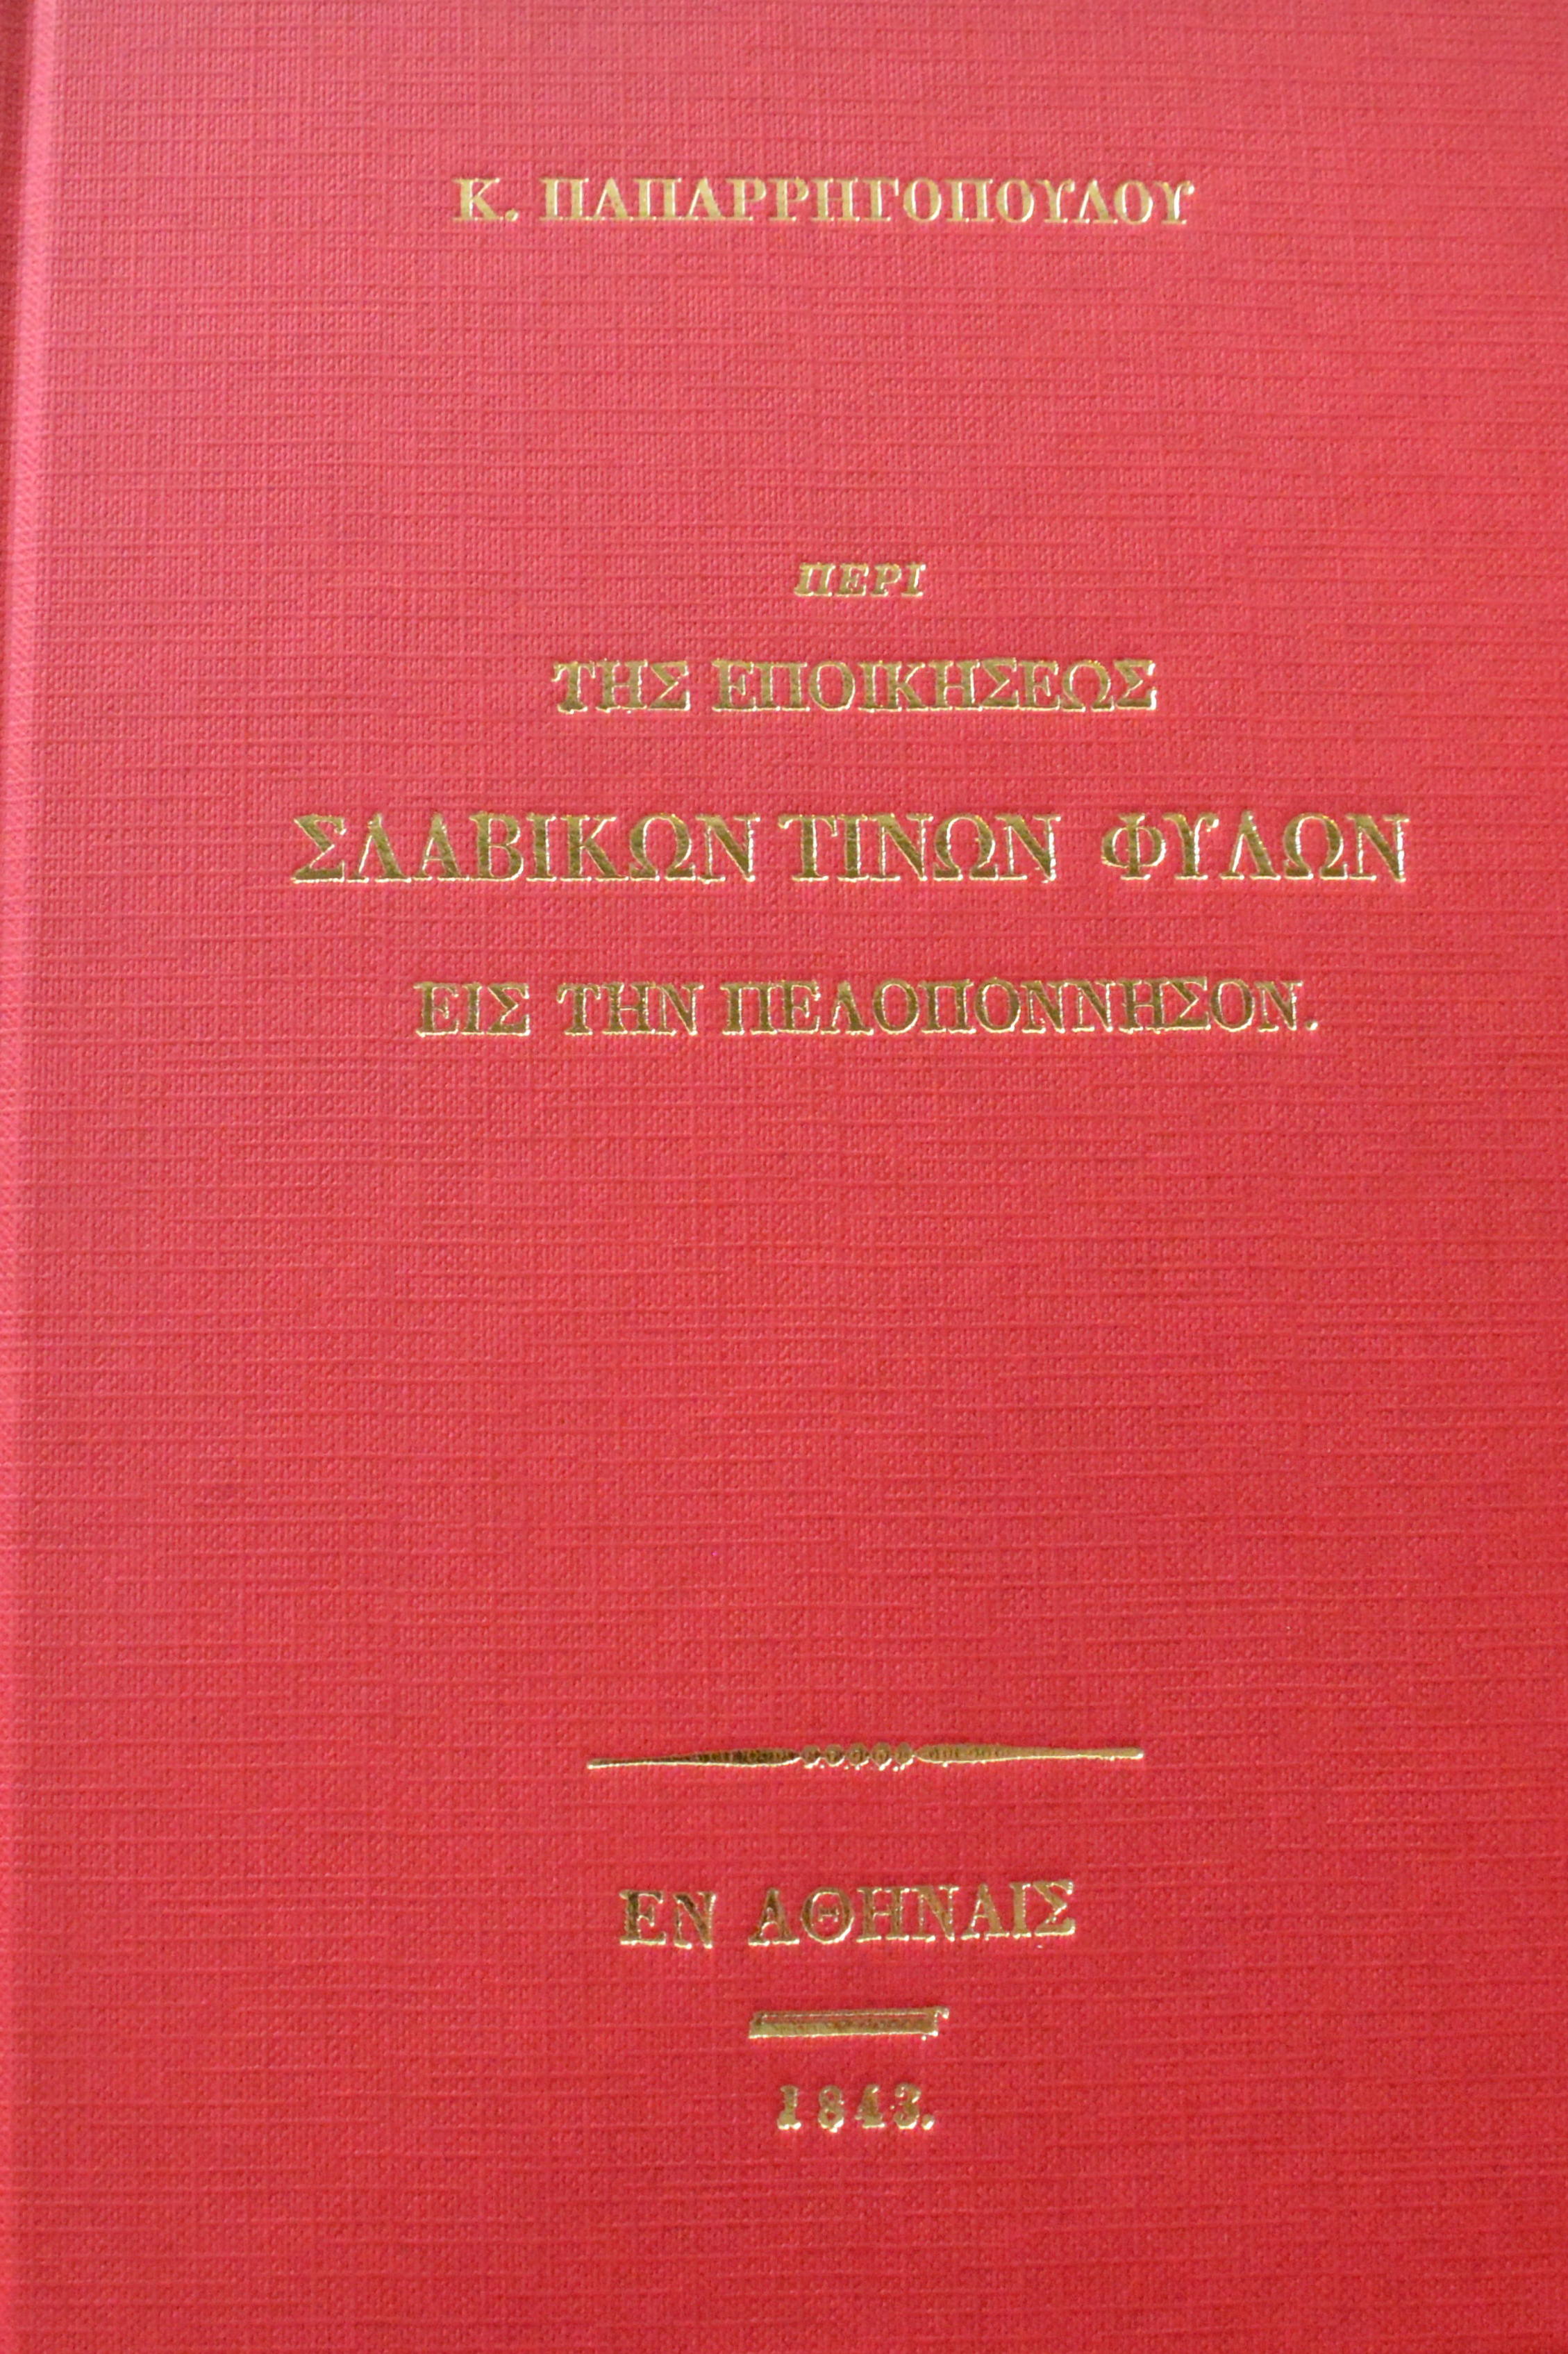 Κ. ΠΑΠΑΡΡΗΓΟΠΟΥΛΟΥ
ΠΕΡΙ
ΤΗΣ ΕΠΟΙΚΗΣΕΩΣ
ΣΛΑΒΙΚΩΝ ΤΙΝΩΝ ΦΥΛΩΝ
ΕΙΣ ΤΗΝ ΠΕΛΟΠΟΝΝΗΣΟΝ.
ΕΝ ΑΘΗΝΑΙΣ
1843.